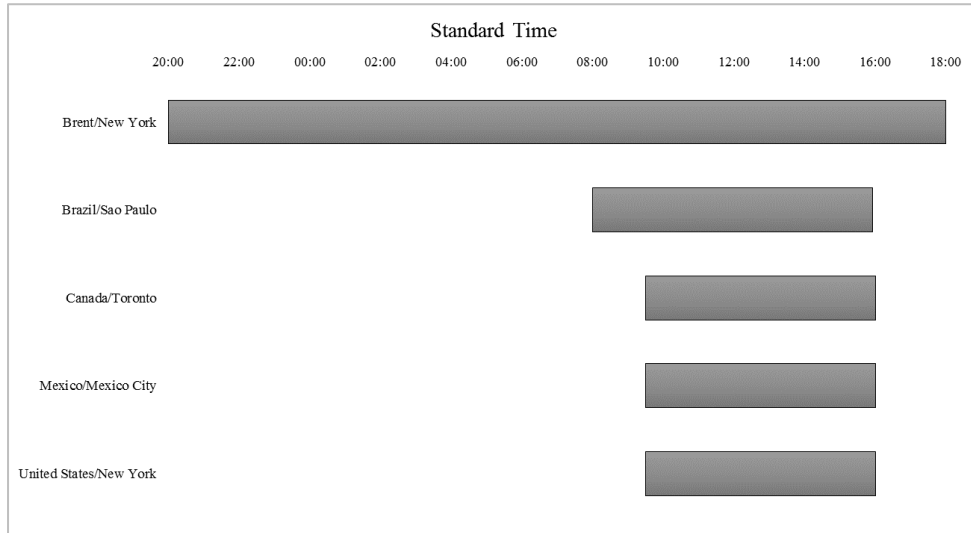 Standard Time
20:00 22:00 00:00 02:00 04:00 06:00 08:00 10:00 12:00 14:00 16:00 18:00
Brent/New York
Brazil/Sao Paulo
Canada/Toronto
Mexico/Mexico City
United States/New York